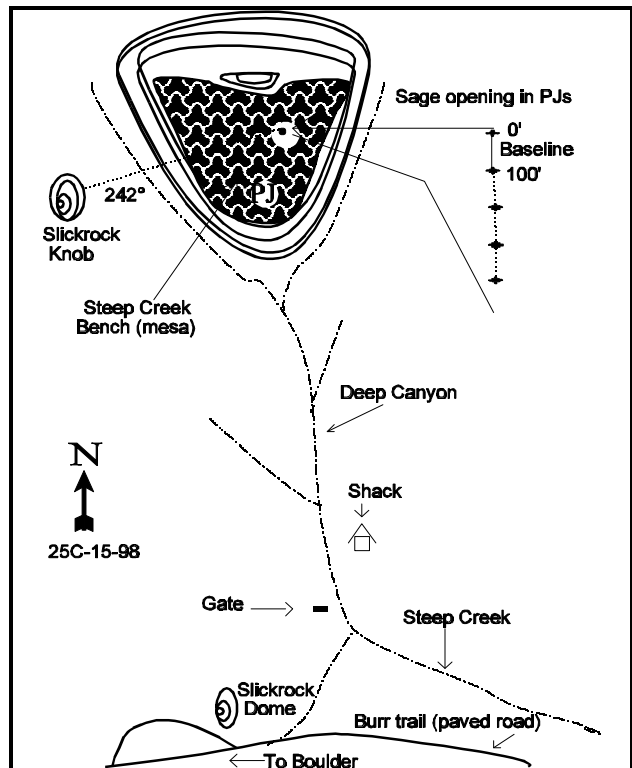 Sage opening in PJs
0'
Baseline
100'
242°
PJ
Slickrock
Knob
Steep Creek
Bench (mesa)
Deep Canyon
N
Shack
25C-15-98
Gate
Steep Creek
Slickrock
Dome
Burr trail (paved road)
To Boulder